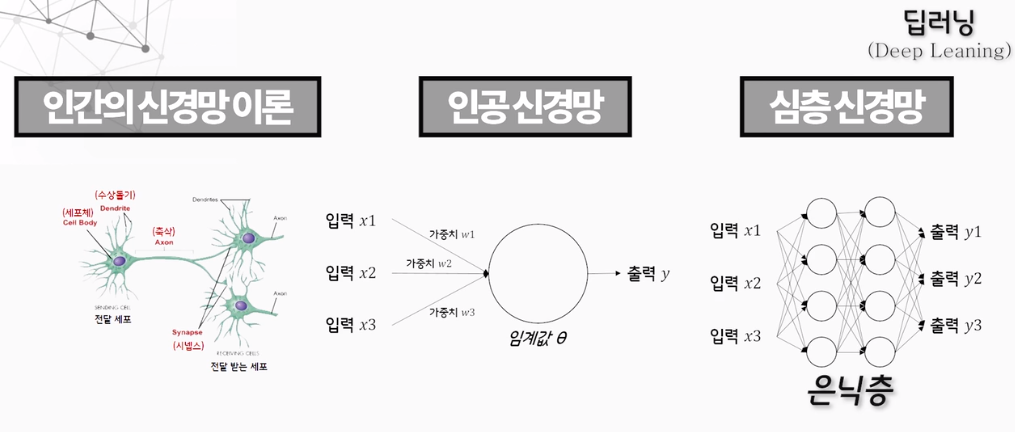 딥러닝
(Deep Leaning)
인간의 신경망 이론
인공 신경망
심층 신경망
(수상돌기)
Dendrite
(세포체)
Cell Body
(축삭)
Axon
Dendrites
Axon
Axon
SENDING CELL
전달 세포
Synapse
(시냅스)
RECEIVING CELLS
전달 받는 세포
입력 x1
입력 x2
입력 x3
가중치 w1
가중치 w2
가중치 w3
출력 y
임계값 θ
입력 x1
입력 x2
입력 x3
출력 y1
출력 y2
출력 y3
은닉층